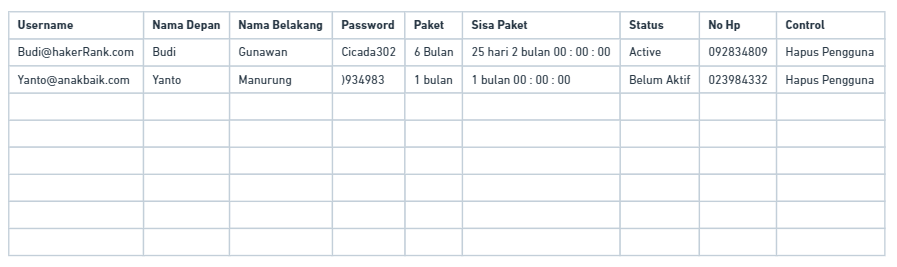 Username Nama Depan Nama Belakang Password Paket Sisa Paket Status No Hp Control
Budi@hakerRank.com Budi Gunawan Cicada302 6 Bulan 25 hari 2 bulan 00 : 00 : 00 Active 092834809 Hapus Pengguna
Yanto@anakbaik.com Yanto Manurung )934983 1 bulan 1 bulan 00 : 00 : 00 Belum Aktif 023984332 Hapus Pengguna